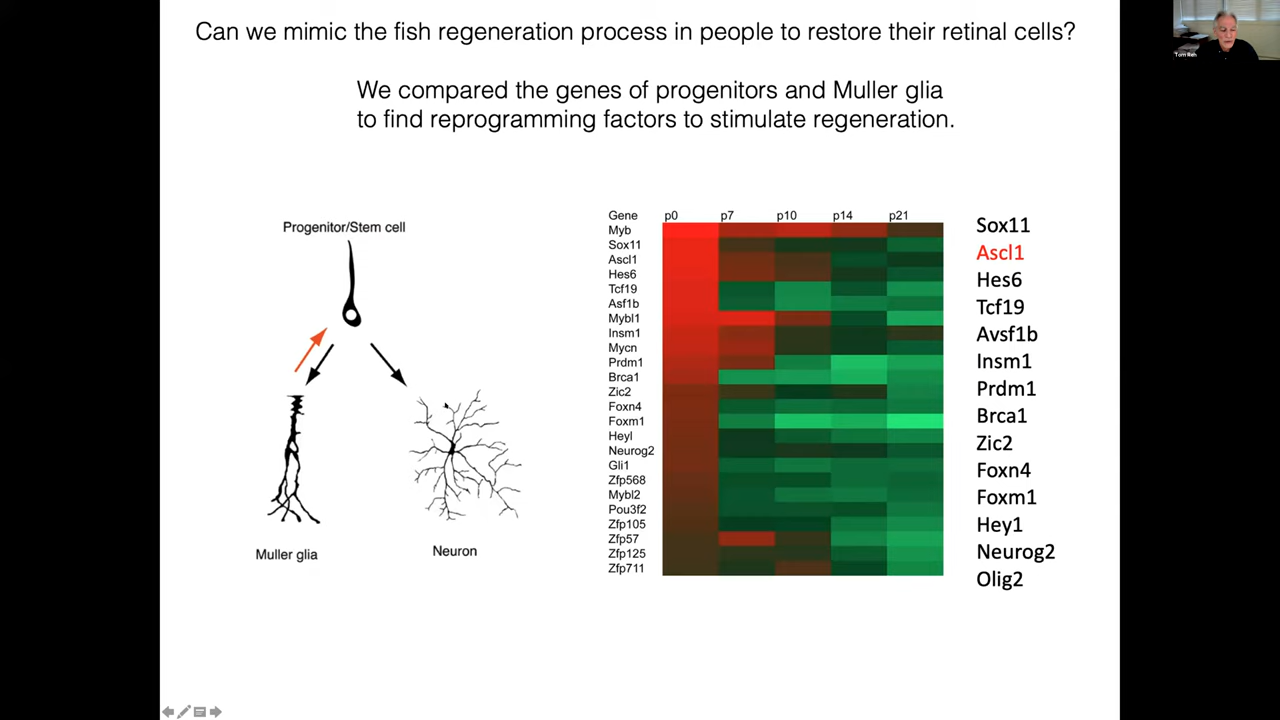 Can we mimic the fish regeneration process in people to restore their retinal cells?
We compared the genes of progenitors and Muller glia
to find reprogramming factors to stimulate regeneration.
Tom Reh
Progenitor/Stem cell
Muller glia
Neuron
Gene p0 p7 p10 p14 p21
Myb
Sox11
Ascl1
Hes6
Tcf19
Asf1b
Mybl1
Insm1
Mycn
Prdm1
Brca1
Zic2
Foxn4
Foxm1
Heyl
Neurog2
Gli1
Zfp568
Mybl2
Pou3f2
Zfp105
Zfp57
Zfp125
Zfp711
Sox11
Ascl1
Hes6
Tcf19
Avsf1b
Insm1
Prdm1
Brca1
Zic2
Foxn4
Foxm1
Hey1
Neurog2
Olig2